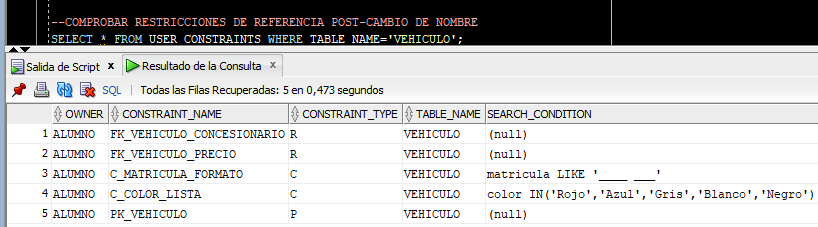 --COMPROBAR RESTRICCIONES DE REFERENCIA POST-CAMBIO DE NOMBRE
SELECT * FROM USER_CONSTRAINTS WHERE TABLE_NAME='VEHICULO';
Salida de Script x Resultado de la Consulta x
SQL Todas las Filas Recuperadas: 5 en 0,473 segundos
OWNER CONSTRAINT_NAME CONSTRAINT_TYPE TABLE_NAME SEARCH_CONDITION
1 ALUMNO FK_VEHICULO_CONCESIONARIO R VEHICULO (null)
2 ALUMNO FK_VEHICULO_PRECIO R VEHICULO (null)
3 ALUMNO C_MATRICULA_FORMATO C VEHICULO matricula LIKE '____ ___'
4 ALUMNO C_COLOR_LISTA C VEHICULO color IN('Rojo','Azul','Gris','Blanco','Negro')
5 ALUMNO PK_VEHICULO P VEHICULO (null)